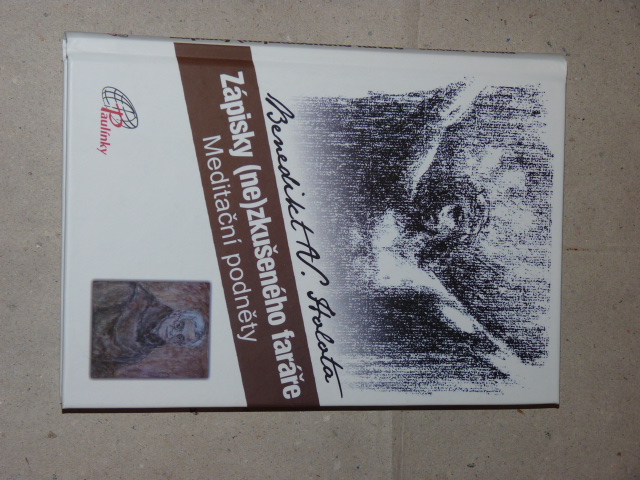 Benedikt V. Holota
Zápisky (ne)zkušeného faráře
Meditační podněty
Paulínky